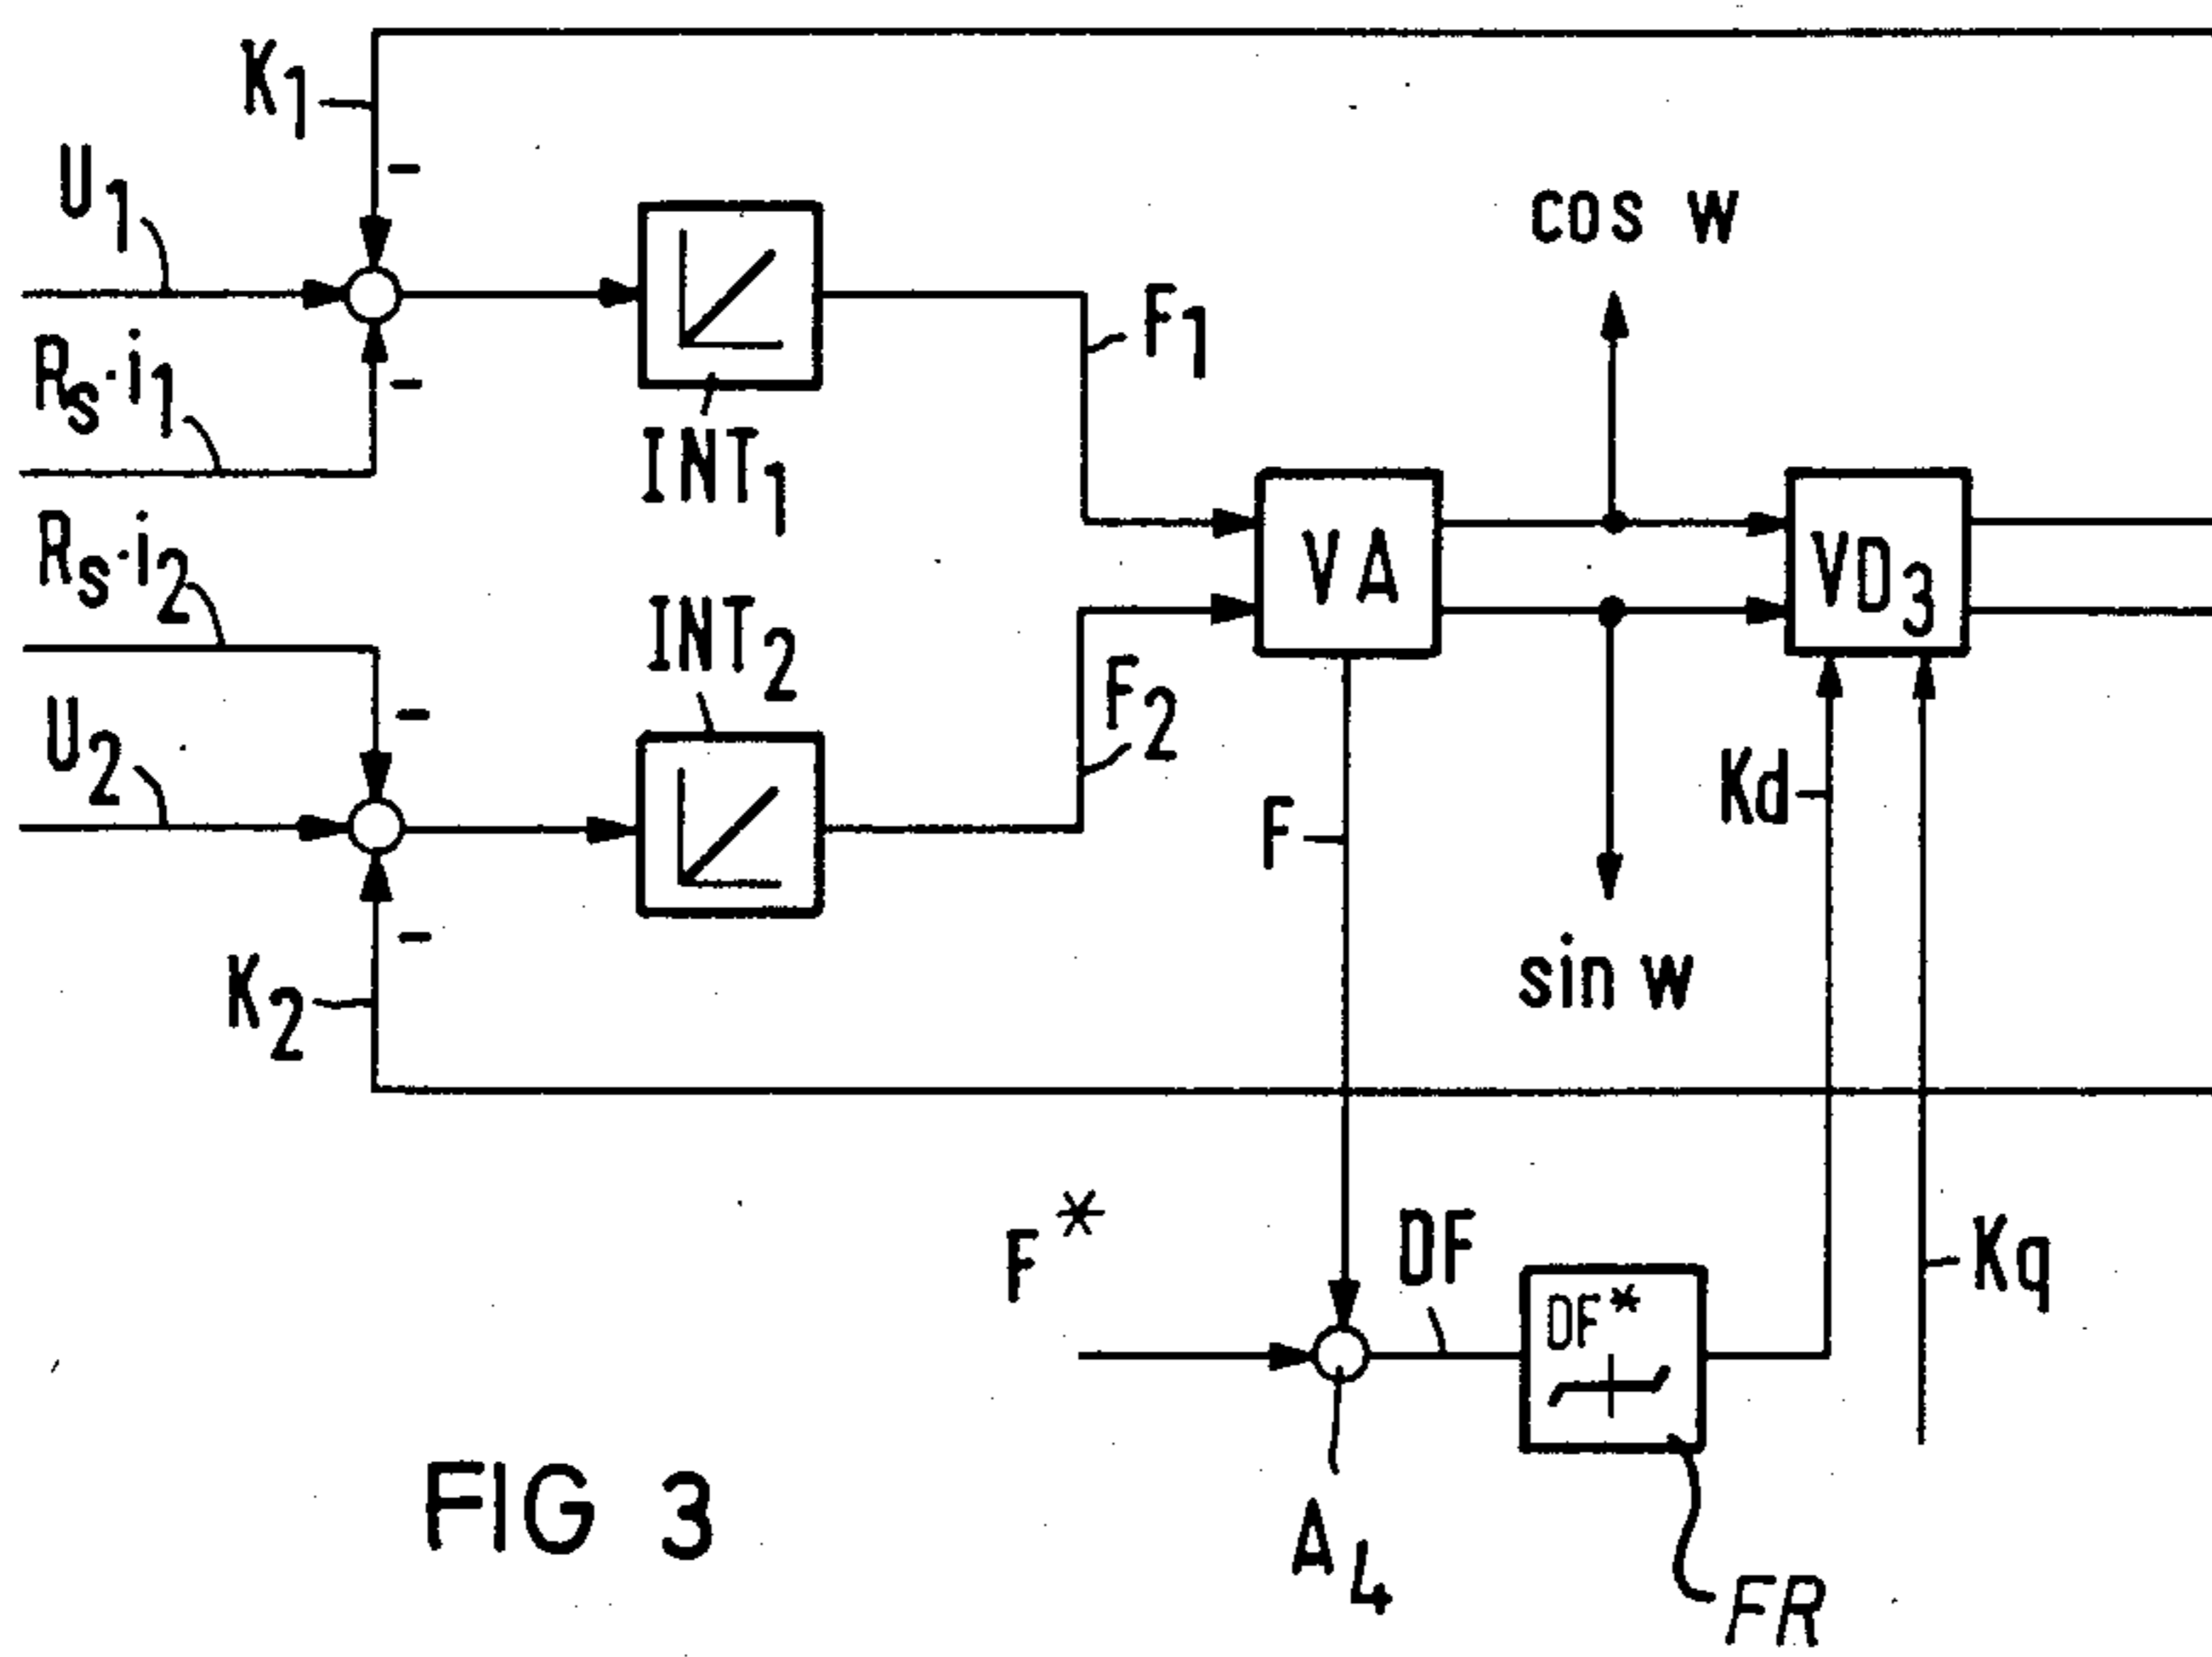 K1
U1
cos w
F1
Rs·i1
INT1
Rs·i2
VA
VD3
INT2
F2
U2
Kd
F
sin w
K2
F*
DF
Kq
DF*
FIG 3
A4
FR